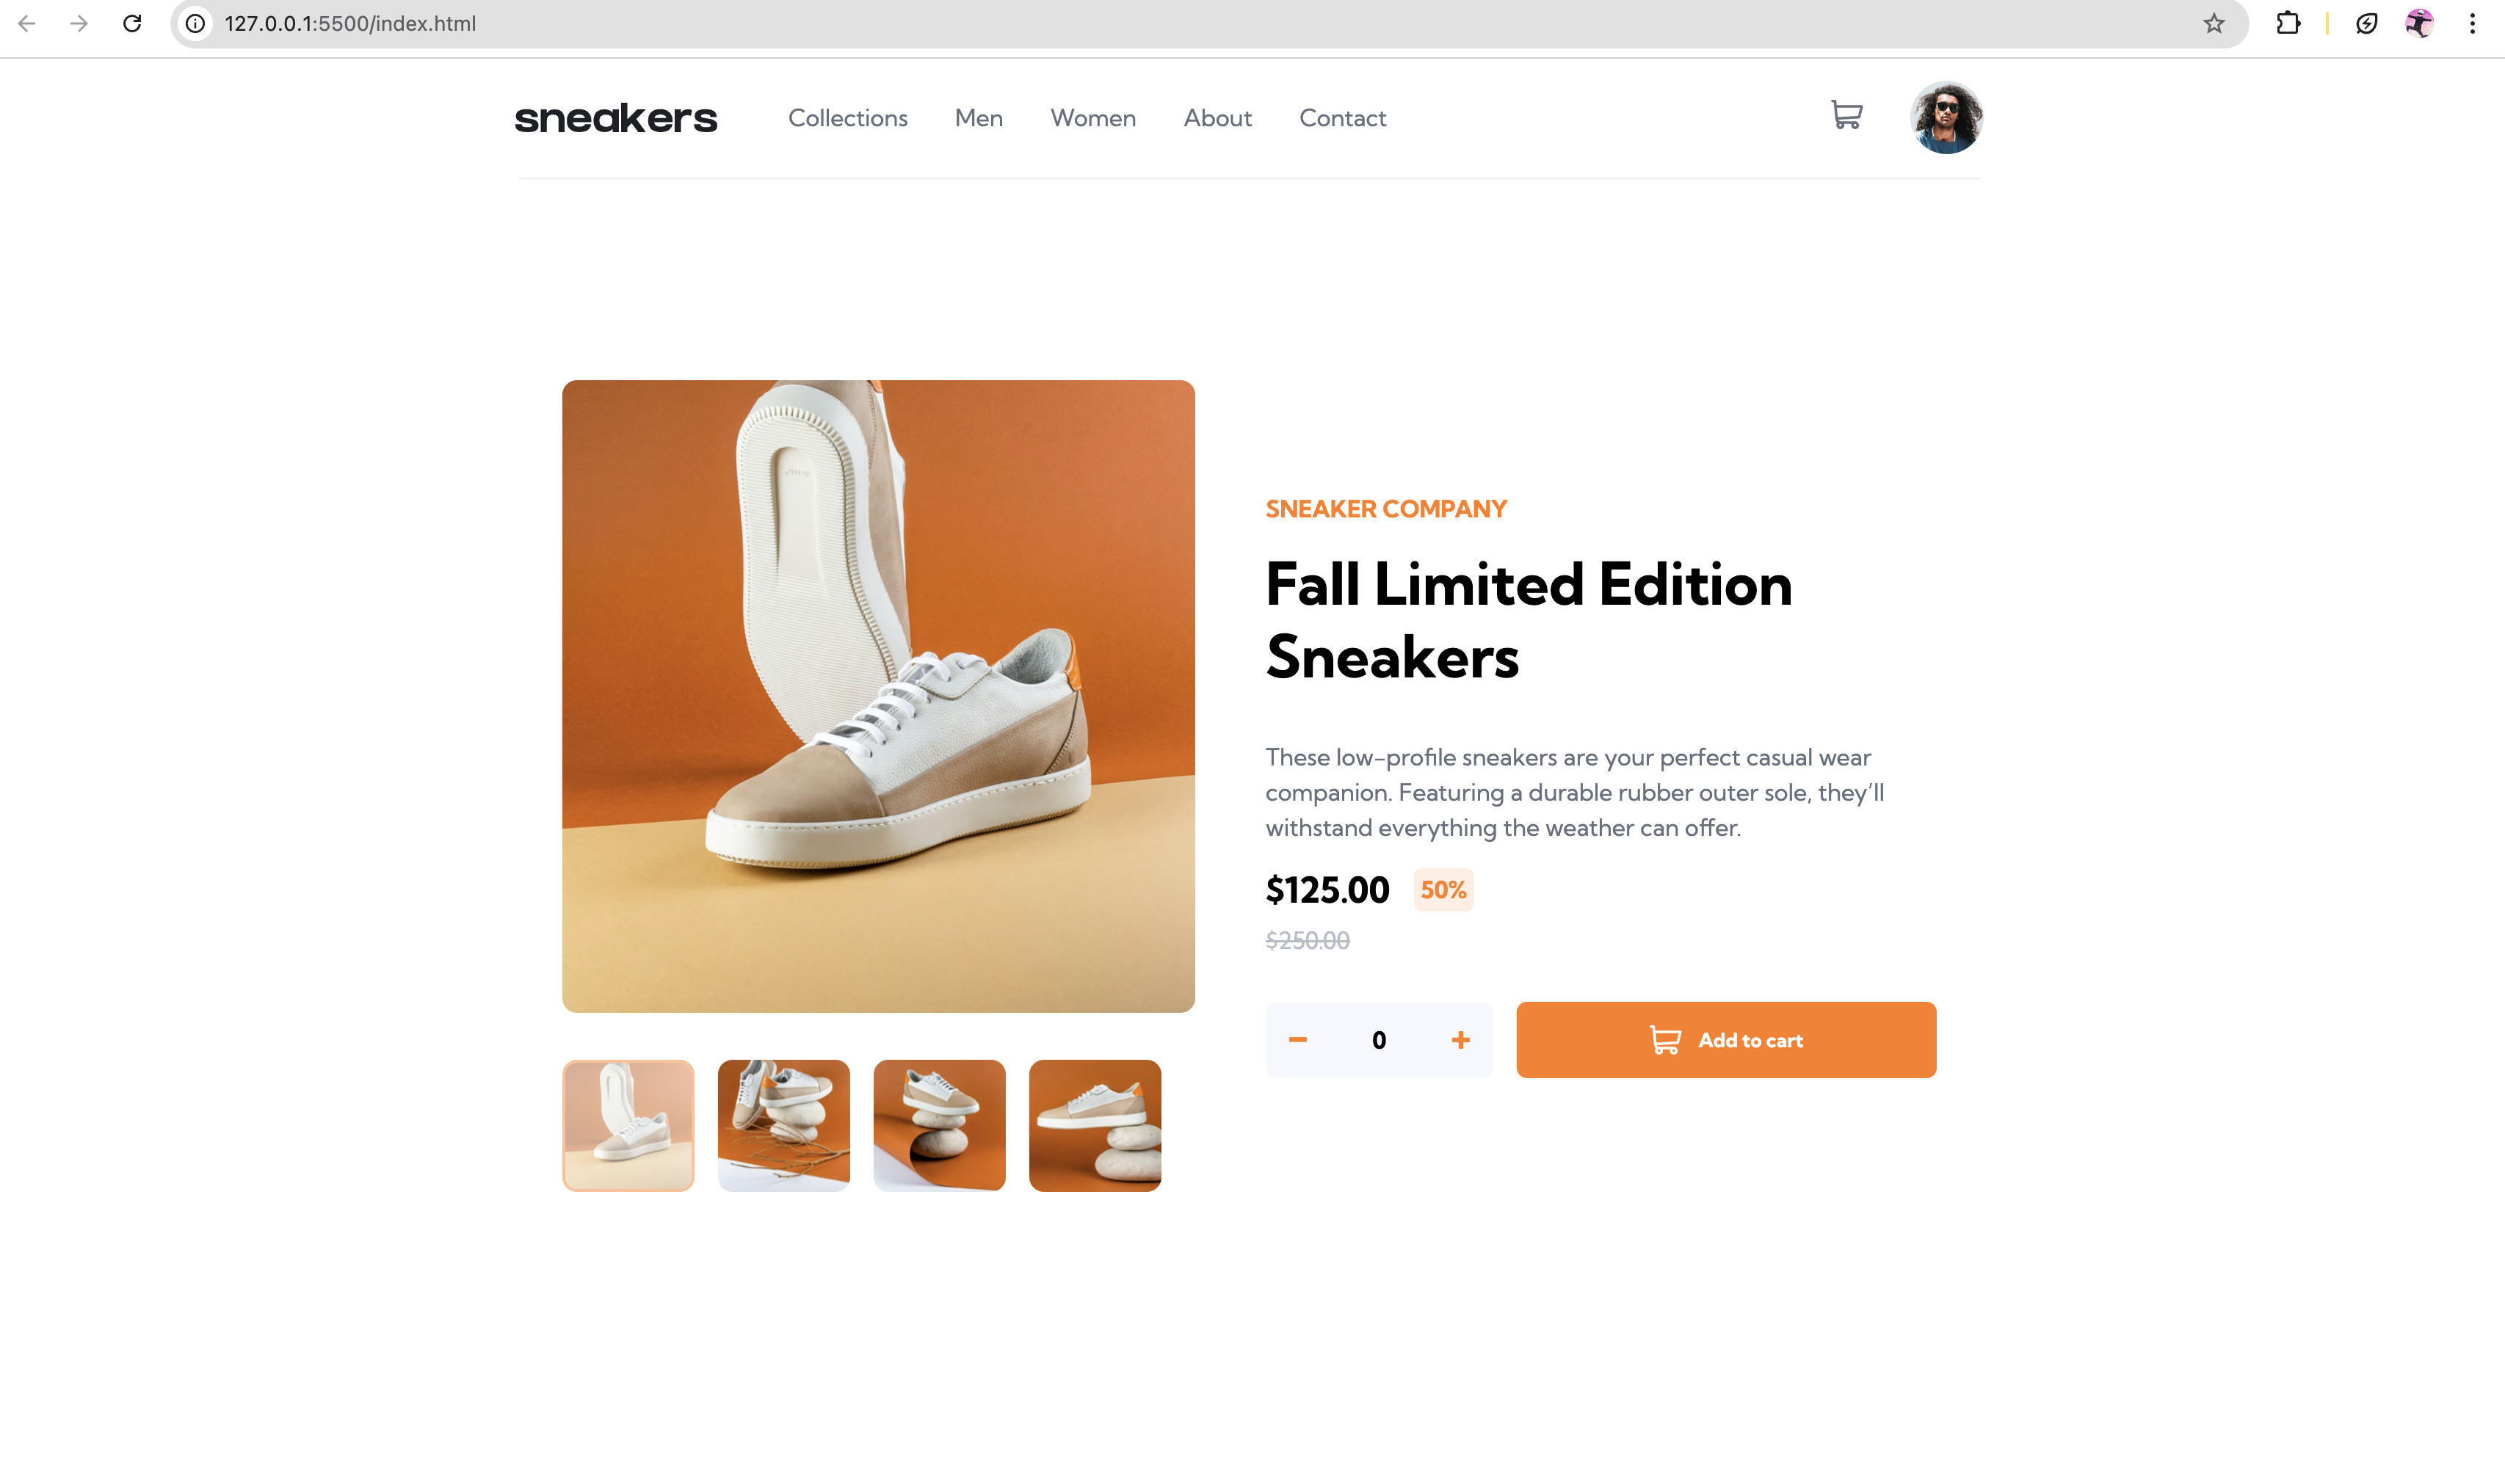 127.0.0.1:5500/index.html
sneakers Collections Men Women About Contact
SNEAKER COMPANY
Fall Limited Edition
Sneakers
These low-profile sneakers are your perfect casual wear
companion. Featuring a durable rubber outer sole, they’ll
withstand everything the weather can offer.
$125.00 50%
$250.00
0
Add to cart